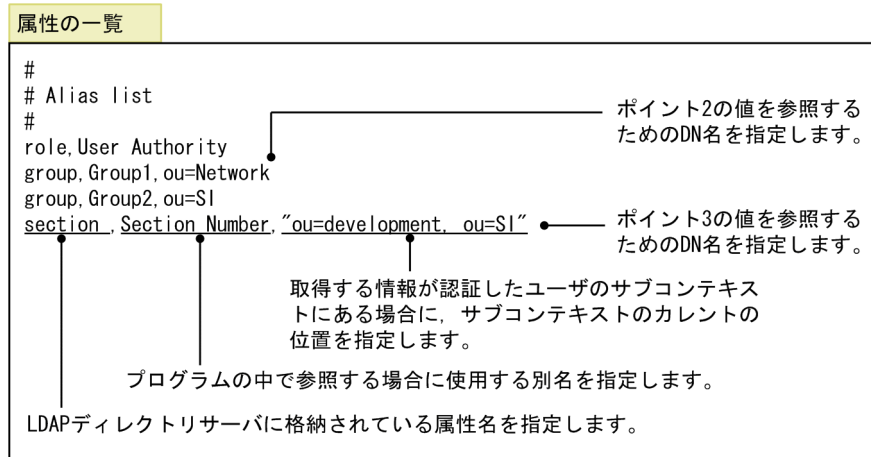 属性の一覧
#
# Alias list
#
role,User Authority
group,Group1,ou=Network
group,Group2,ou=SI
section ,Section Number,"ou=development, ou=SI"
ポイント2の値を参照する
ためのDN名を指定します。
ポイント3の値を参照する
ためのDN名を指定します。
取得する情報が認証したユーザのサブコンテキス
トにある場合に，サブコンテキストのカレントの
位置を指定します。
プログラムの中で参照する場合に使用する別名を指定します。
LDAPディレクトリサーバに格納されている属性名を指定します。